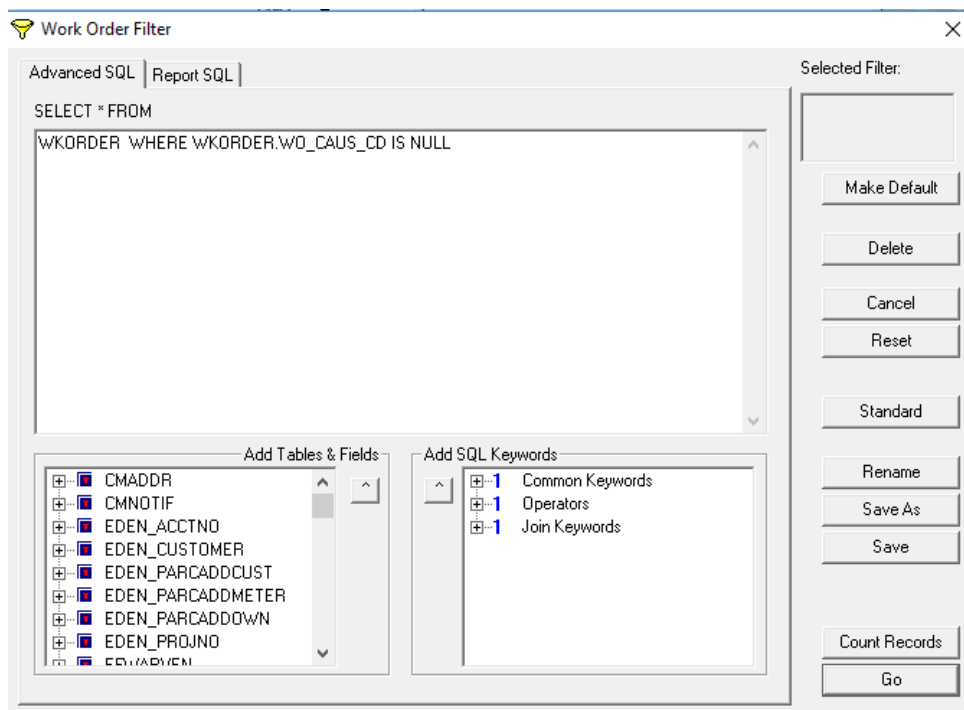 Work Order Filter
Advanced SQL
Report SQL
SELECT * FROM
WKORDER WHERE WKORDER.WO_CAUS_CD IS NULL
Add Tables & Fields
CMADDR
CMNOTIF
EDEN_ACCTNO
EDEN_CUSTOMER
EDEN_PARCADDCUST
EDEN_PARCADDMETER
EDEN_PARCADDOWN
EDEN_PROJNO
Add SQL Keywords
Common Keywords
Operators
Join Keywords
Selected Filter:
Make Default
Delete
Cancel
Reset
Standard
Rename
Save As
Save
Count Records
Go